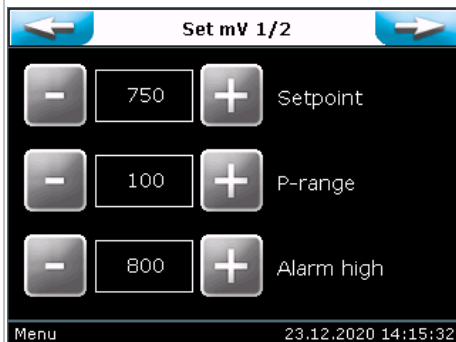 Set mV 1/2
- 750 + Setpoint
- 100 + P-range
- 800 + Alarm high
Menu 23.12.2020 14:15:32